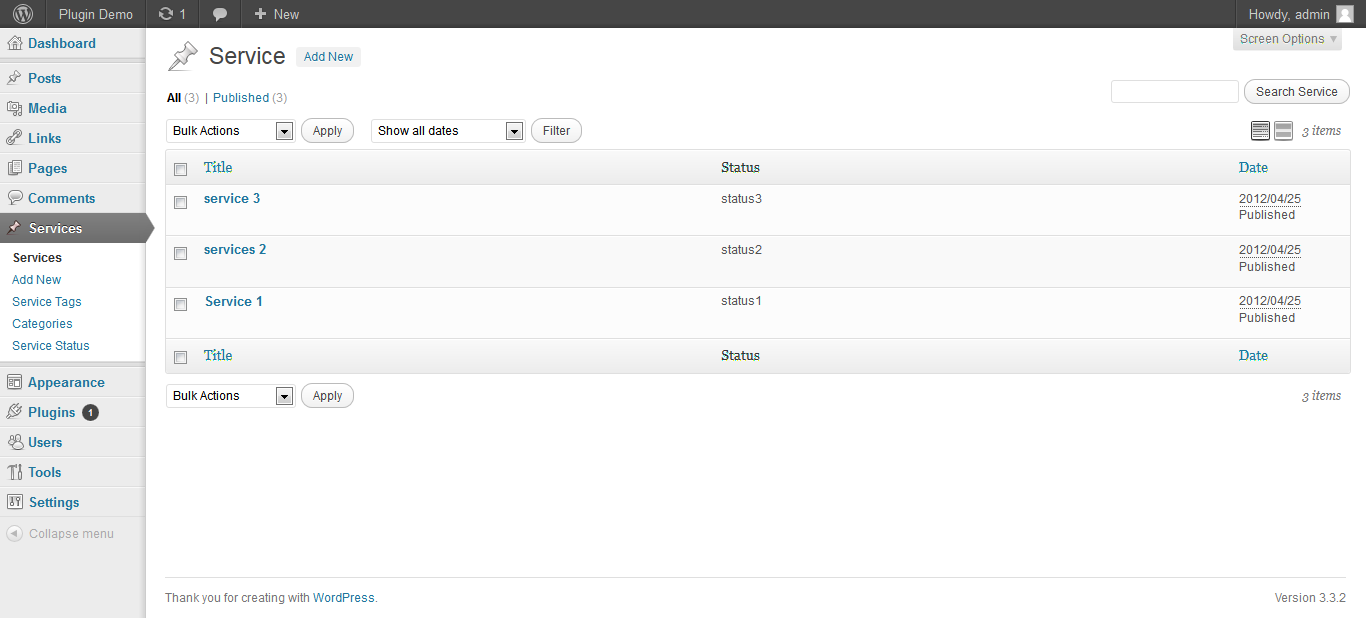 Plugin Demo 1 New Howdy, admin
Screen Options
Dashboard
Posts
Media
Links
Pages
Comments
Services
Services
Add New
Service Tags
Categories
Service Status
Appearance
Plugins 1
Users
Tools
Settings
Collapse menu
Service Add New
All (3) | Published (3)
Search Service
Bulk Actions Apply Show all dates Filter 3 items
Title Status Date
service 3 status3 2012/04/25
Published
services 2 status2 2012/04/25
Published
Service 1 status1 2012/04/25
Published
Title Status Date
Bulk Actions Apply 3 items
Thank you for creating with WordPress. Version 3.3.2